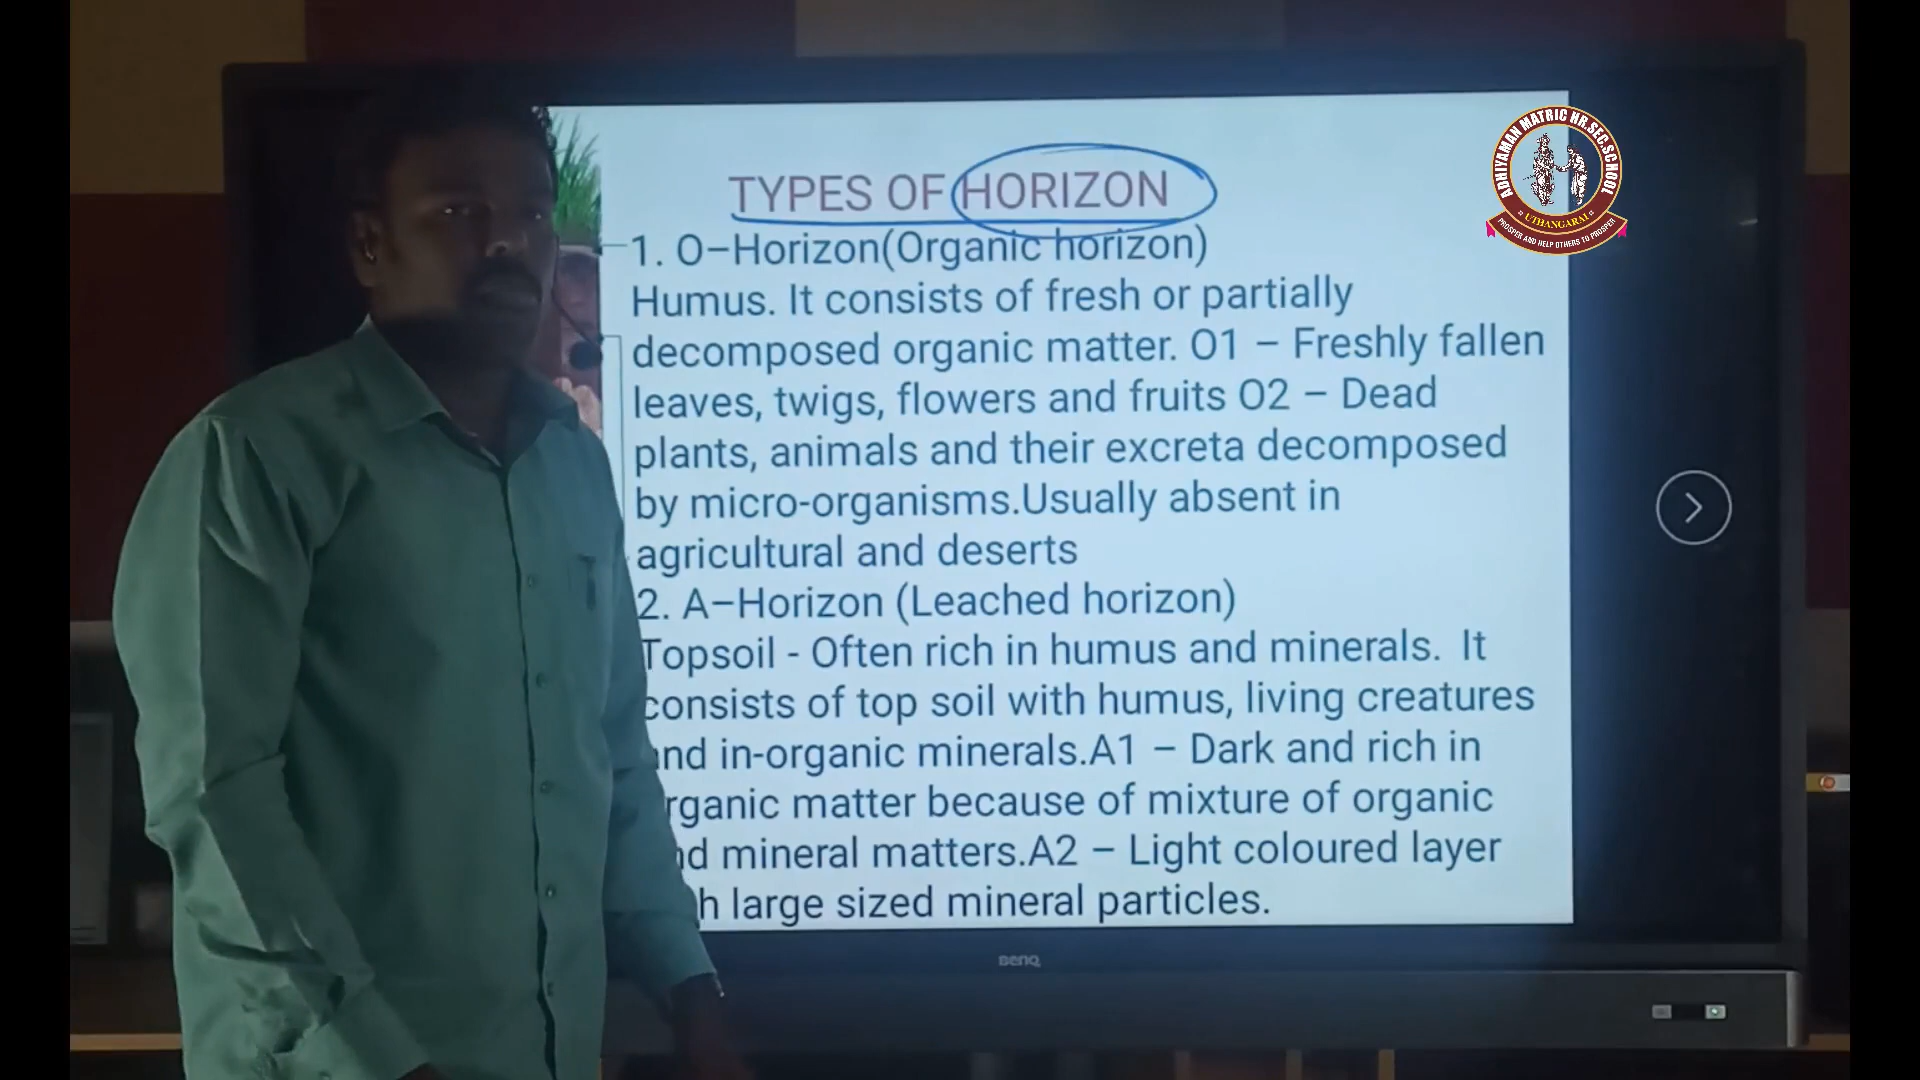 TYPES OF HORIZON
1. O–Horizon(Organic horizon)
Humus. It consists of fresh or partially
decomposed organic matter. O1 – Freshly fallen
leaves, twigs, flowers and fruits O2 – Dead
plants, animals and their excreta decomposed
by micro-organisms.Usually absent in
agricultural and deserts
2. A–Horizon (Leached horizon)
Topsoil - Often rich in humus and minerals. It
consists of top soil with humus, living creatures
and in-organic minerals.A1 – Dark and rich in
rganic matter because of mixture of organic
nd mineral matters.A2 – Light coloured layer
h large sized mineral particles.
ADHIYAMAN MATRIC HR.SEC.SCHOOL
UTHANGARAI
PROSPER AND HELP OTHERS TO PROSPER
BenQ